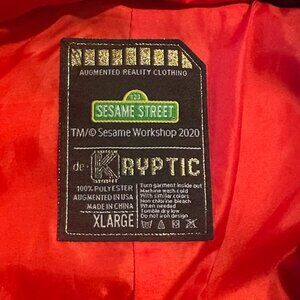 AUGMENTED REALITY CLOTHING
123
SESAME STREET
TM/© Sesame Workshop 2020
de·KRYPTIC
100% POLYESTER
AUGMENTED IN USA
MADE IN CHINA
XLARGE
Turn garment inside out
Machine wash cold
With similar colors
Non chlorine bleach
When needed
Tumble dry low
Do not iron design